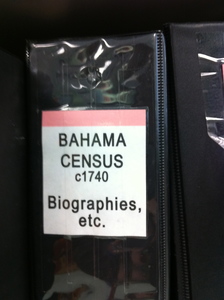 BAHAMA
CENSUS
c1740
Biographies,
etc.